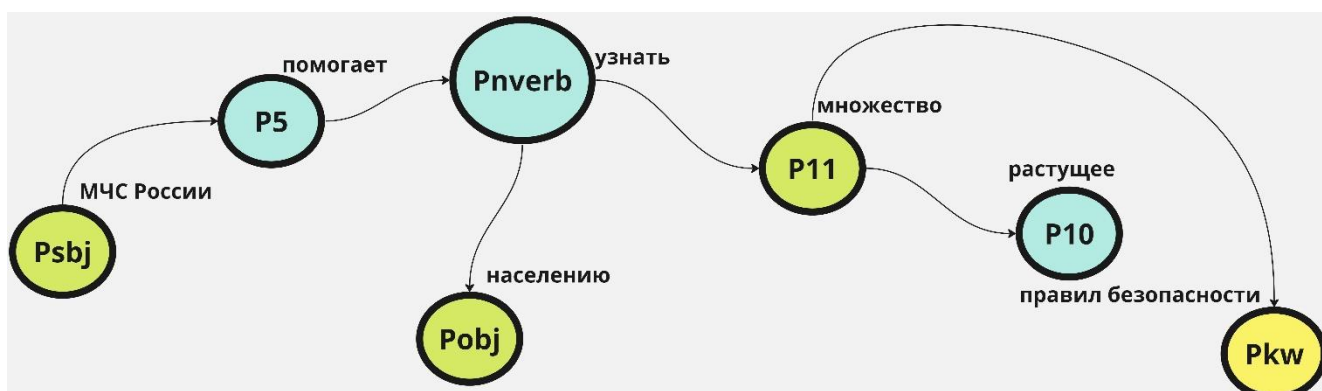 помогает
Pnverb
узнать
P5
множество
МЧС России
P11
растущее
Psbj
P10
населению
правил безопасности
Pobj
Pkw